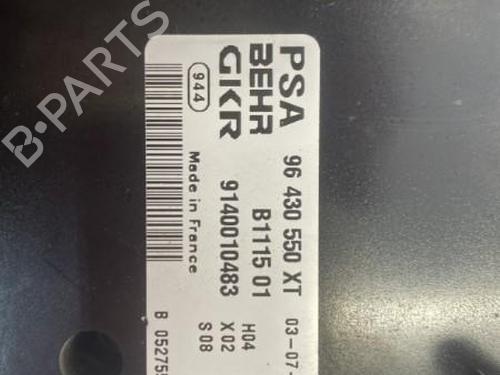 PSA 96 430 550 XT 03-07-
BEHR B1115 01 H04
GKR 9140010483 X02
S08
944 Made in France B 05275
B·PARTS